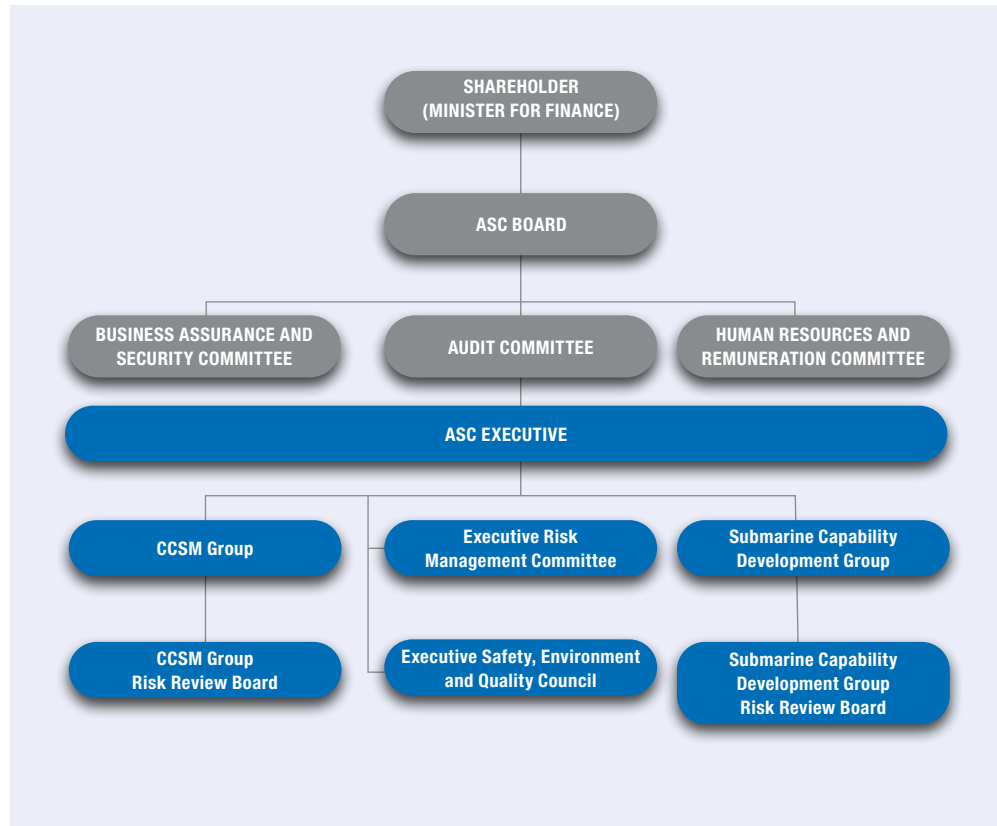 SHAREHOLDER
(MINISTER FOR FINANCE)
ASC BOARD
BUSINESS ASSURANCE AND
SECURITY COMMITTEE
AUDIT COMMITTEE
HUMAN RESOURCES AND
REMUNERATION COMMITTEE
ASC EXECUTIVE
CCSM Group
Executive Risk
Management Committee
Submarine Capability
Development Group
CCSM Group
Risk Review Board
Executive Safety, Environment
and Quality Council
Submarine Capability
Development Group
Risk Review Board